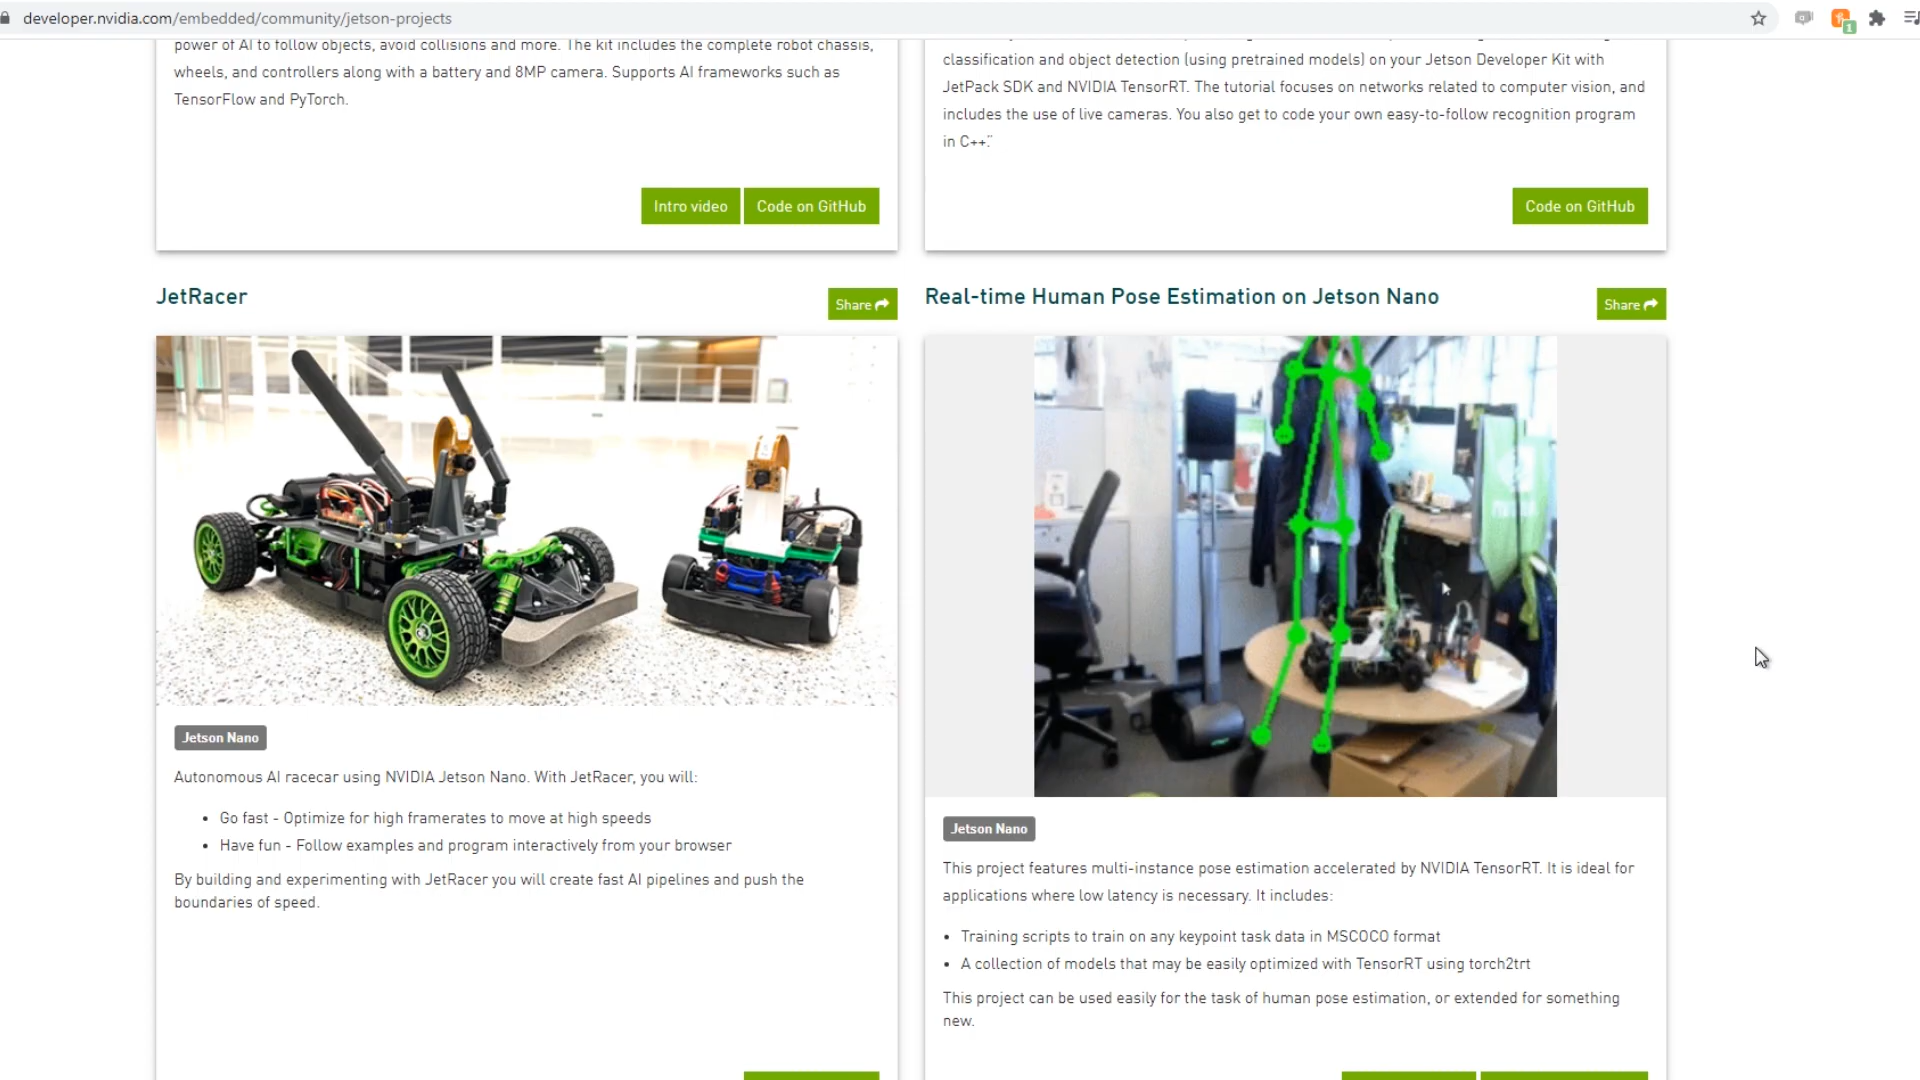 developer.nvidia.com/embedded/community/jetson-projects
1
power of AI to follow objects, avoid collisions and more. The kit includes the complete robot chassis,
wheels, and controllers along with a battery and 8MP camera. Supports AI frameworks such as
TensorFlow and PyTorch.
Intro video
Code on GitHub
classification and object detection (using pretrained models) on your Jetson Developer Kit with
JetPack SDK and NVIDIA TensorRT. The tutorial focuses on networks related to computer vision, and
includes the use of live cameras. You also get to code your own easy-to-follow recognition program
in C++."
Code on GitHub
JetRacer
Share
Jetson Nano
Autonomous AI racecar using NVIDIA Jetson Nano. With JetRacer, you will:
• Go fast - Optimize for high framerates to move at high speeds
• Have fun - Follow examples and program interactively from your browser
By building and experimenting with JetRacer you will create fast AI pipelines and push the
boundaries of speed.
Real-time Human Pose Estimation on Jetson Nano
Share
Jetson Nano
This project features multi-instance pose estimation accelerated by NVIDIA TensorRT. It is ideal for
applications where low latency is necessary. It includes:
• Training scripts to train on any keypoint task data in MSCOCO format
• A collection of models that may be easily optimized with TensorRT using torch2trt
This project can be used easily for the task of human pose estimation, or extended for something
new.